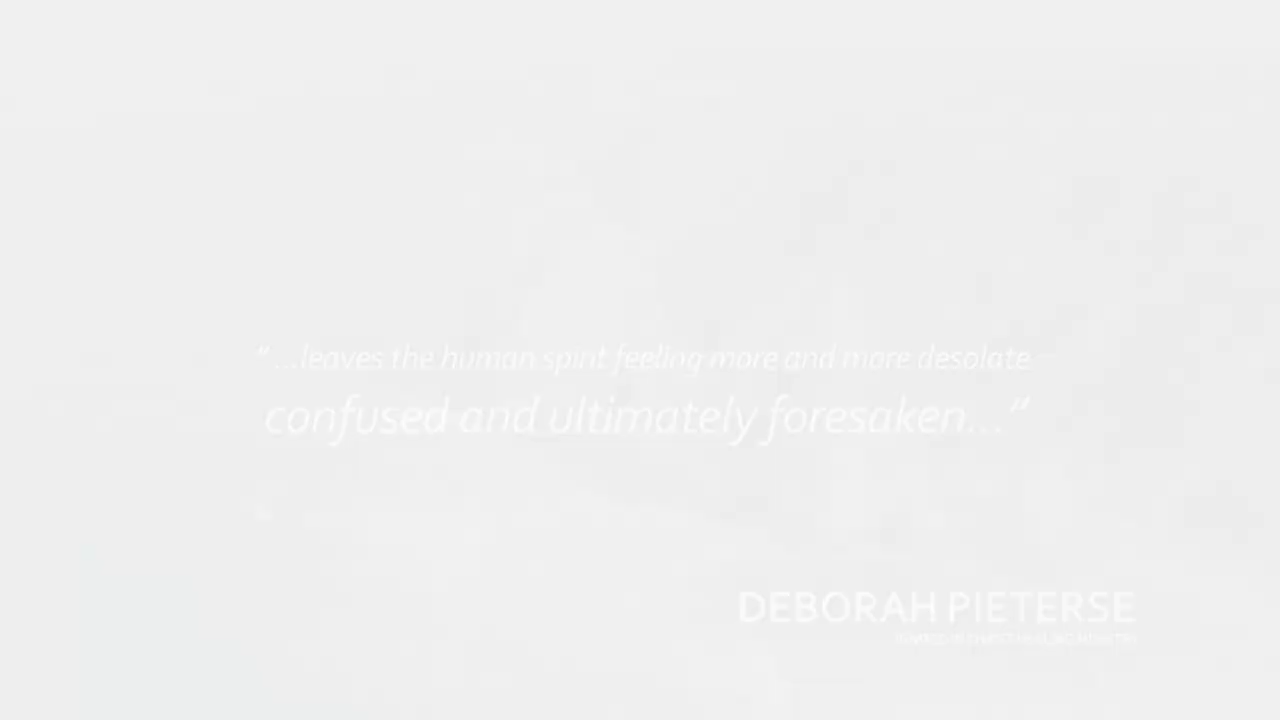 “ ...leaves the human spirit feeling more and more desolate
confused and ultimately foresaken...”
DEBORAH PIETERSE